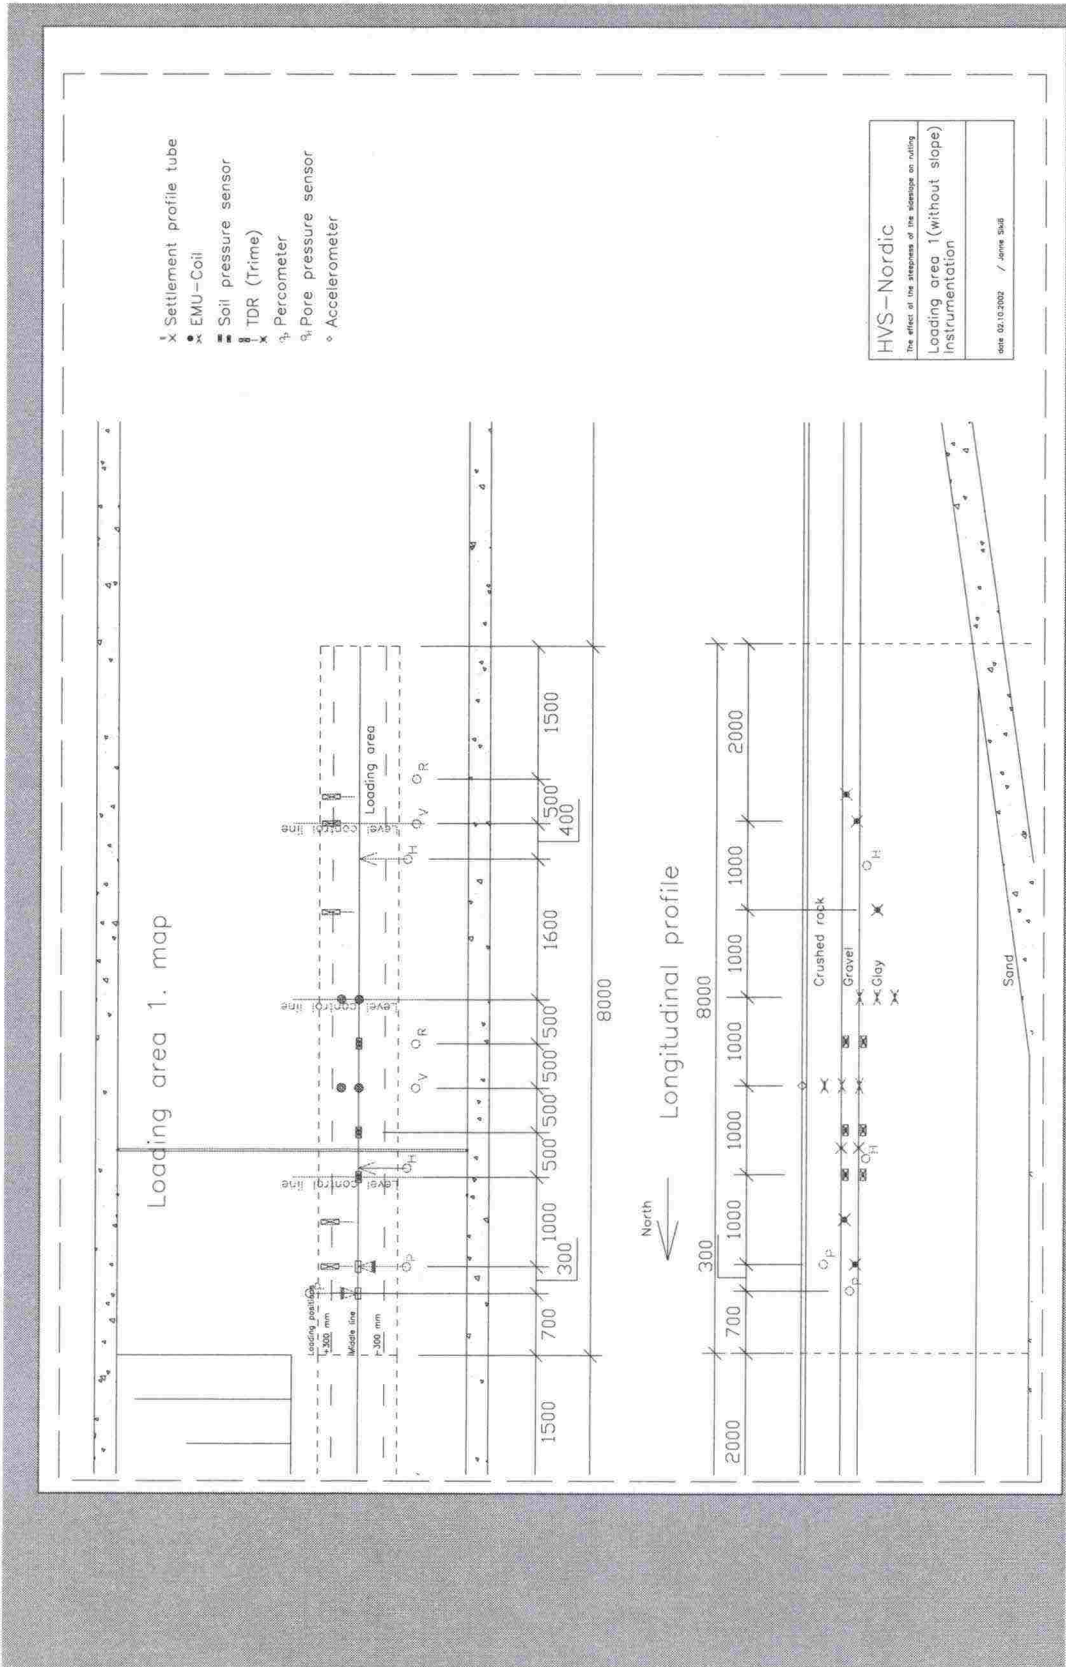 Loading area 1. map
Settlement profile tube
EMU-Coil
Soil pressure sensor
TDR (Trime)
Percometer
Pore pressure sensor
Accelerometer
Loading positions
+300 mm
Middle line
-300 mm
Level control line
Level control line
Level control line
Loading area
P
H
V
R
H
V
R
1500
700
300
1000
500
500
500
500
1600
400
500
1500
8000
North
Longitudinal profile
8000
2000
700
300
1000
1000
1000
1000
1000
2000
Crushed rock
Gravel
Glay
Sand
P
P
H
H
HVS-Nordic
The effect of the steepness of the sideslope on rutting
Loading area 1(without slope)
Instrumentation
date 02.10.2002 / Janne Sikiö